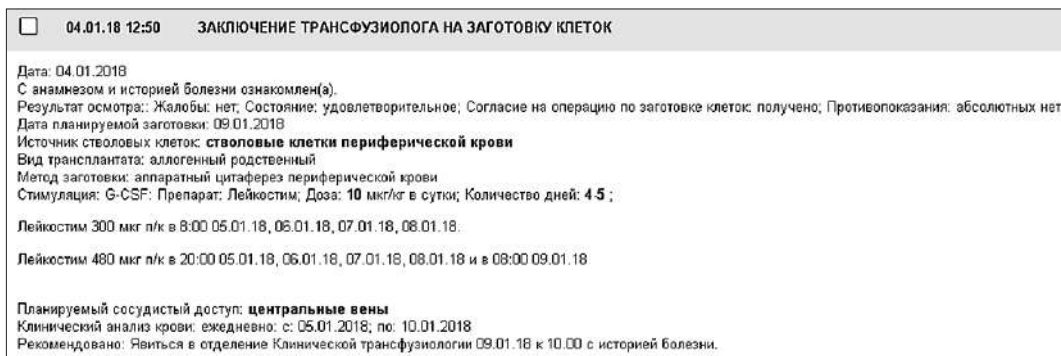 04.01.18 12:50 ЗАКЛЮЧЕНИЕ ТРАНСФУЗИОЛОГА НА ЗАГОТОВКУ КЛЕТОК
Дата: 04.01.2018
С анамнезом и историей болезни ознакомлен(а).
Результат осмотра:: Жалобы: нет; Состояние: удовлетворительное; Согласие на операцию по заготовке клеток: получено; Противопоказания: абсолютных нет
Дата планируемой заготовки: 09.01.2018
Источник стволовых клеток: стволовые клетки периферической крови
Вид трансплантата: аллогенный родственный
Метод заготовки: аппаратный цитаферез периферической крови
Стимуляция: G-CSF: Препарат: Лейкостим; Доза: 10 мкг/кг в сутки; Количество дней: 4-5 ;
Лейкостим 300 мкг п/к в 8:00 05.01.18, 06.01.18, 07.01.18, 08.01.18.
Лейкостим 480 мкг п/к в 20:00 05.01.18, 06.01.18, 07.01.18, 08.01.18 и в 08:00 09.01.18
Планируемый сосудистый доступ: центральные вены
Клинический анализ крови: ежедневно: с: 05.01.2018; по: 10.01.2018
Рекомендовано: Явиться в отделение Клинической трансфузиологии 09.01.18 к 10.00 с историей болезни.